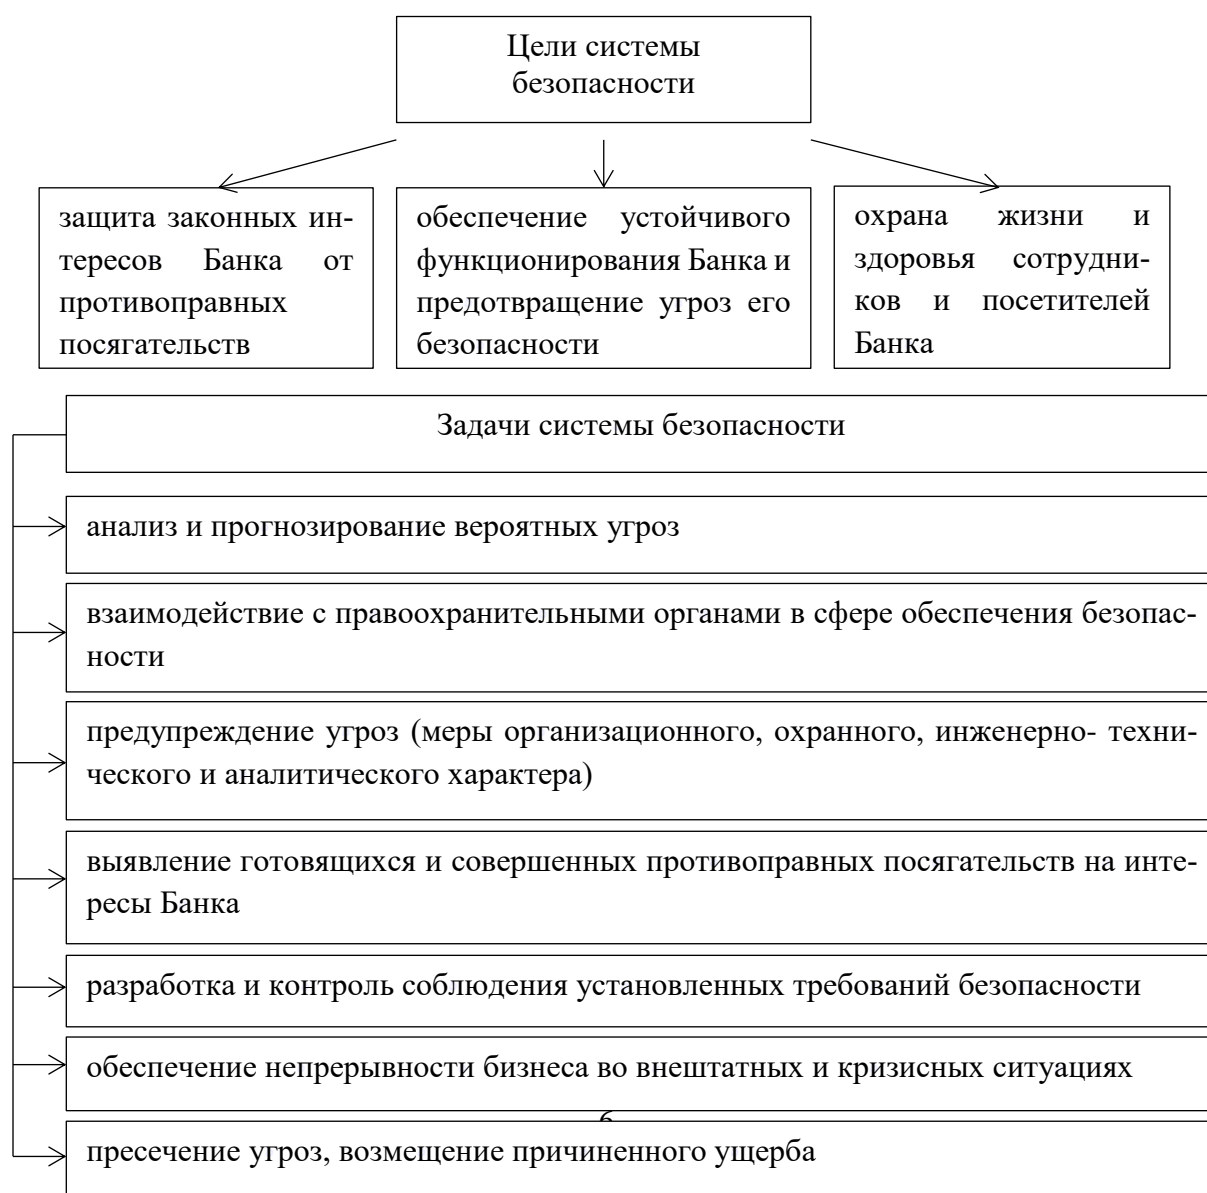 Цели системы
безопасности
защита законных ин-
тересов Банка от
противоправных
посягательств
обеспечение устойчивого
функционирования Банка и
предотвращение угроз его
безопасности
охрана жизни и
здоровья сотрудни-
ков и посетителей
Банка
Задачи системы безопасности
анализ и прогнозирование вероятных угроз
взаимодействие с правоохранительными органами в сфере обеспечения безопас-
ности
предупреждение угроз (меры организационного, охранного, инженерно- техни-
ческого и аналитического характера)
выявление готовящихся и совершенных противоправных посягательств на инте-
ресы Банка
разработка и контроль соблюдения установленных требований безопасности
обеспечение непрерывности бизнеса во внештатных и кризисных ситуациях
пресечение угроз, возмещение причиненного ущерба